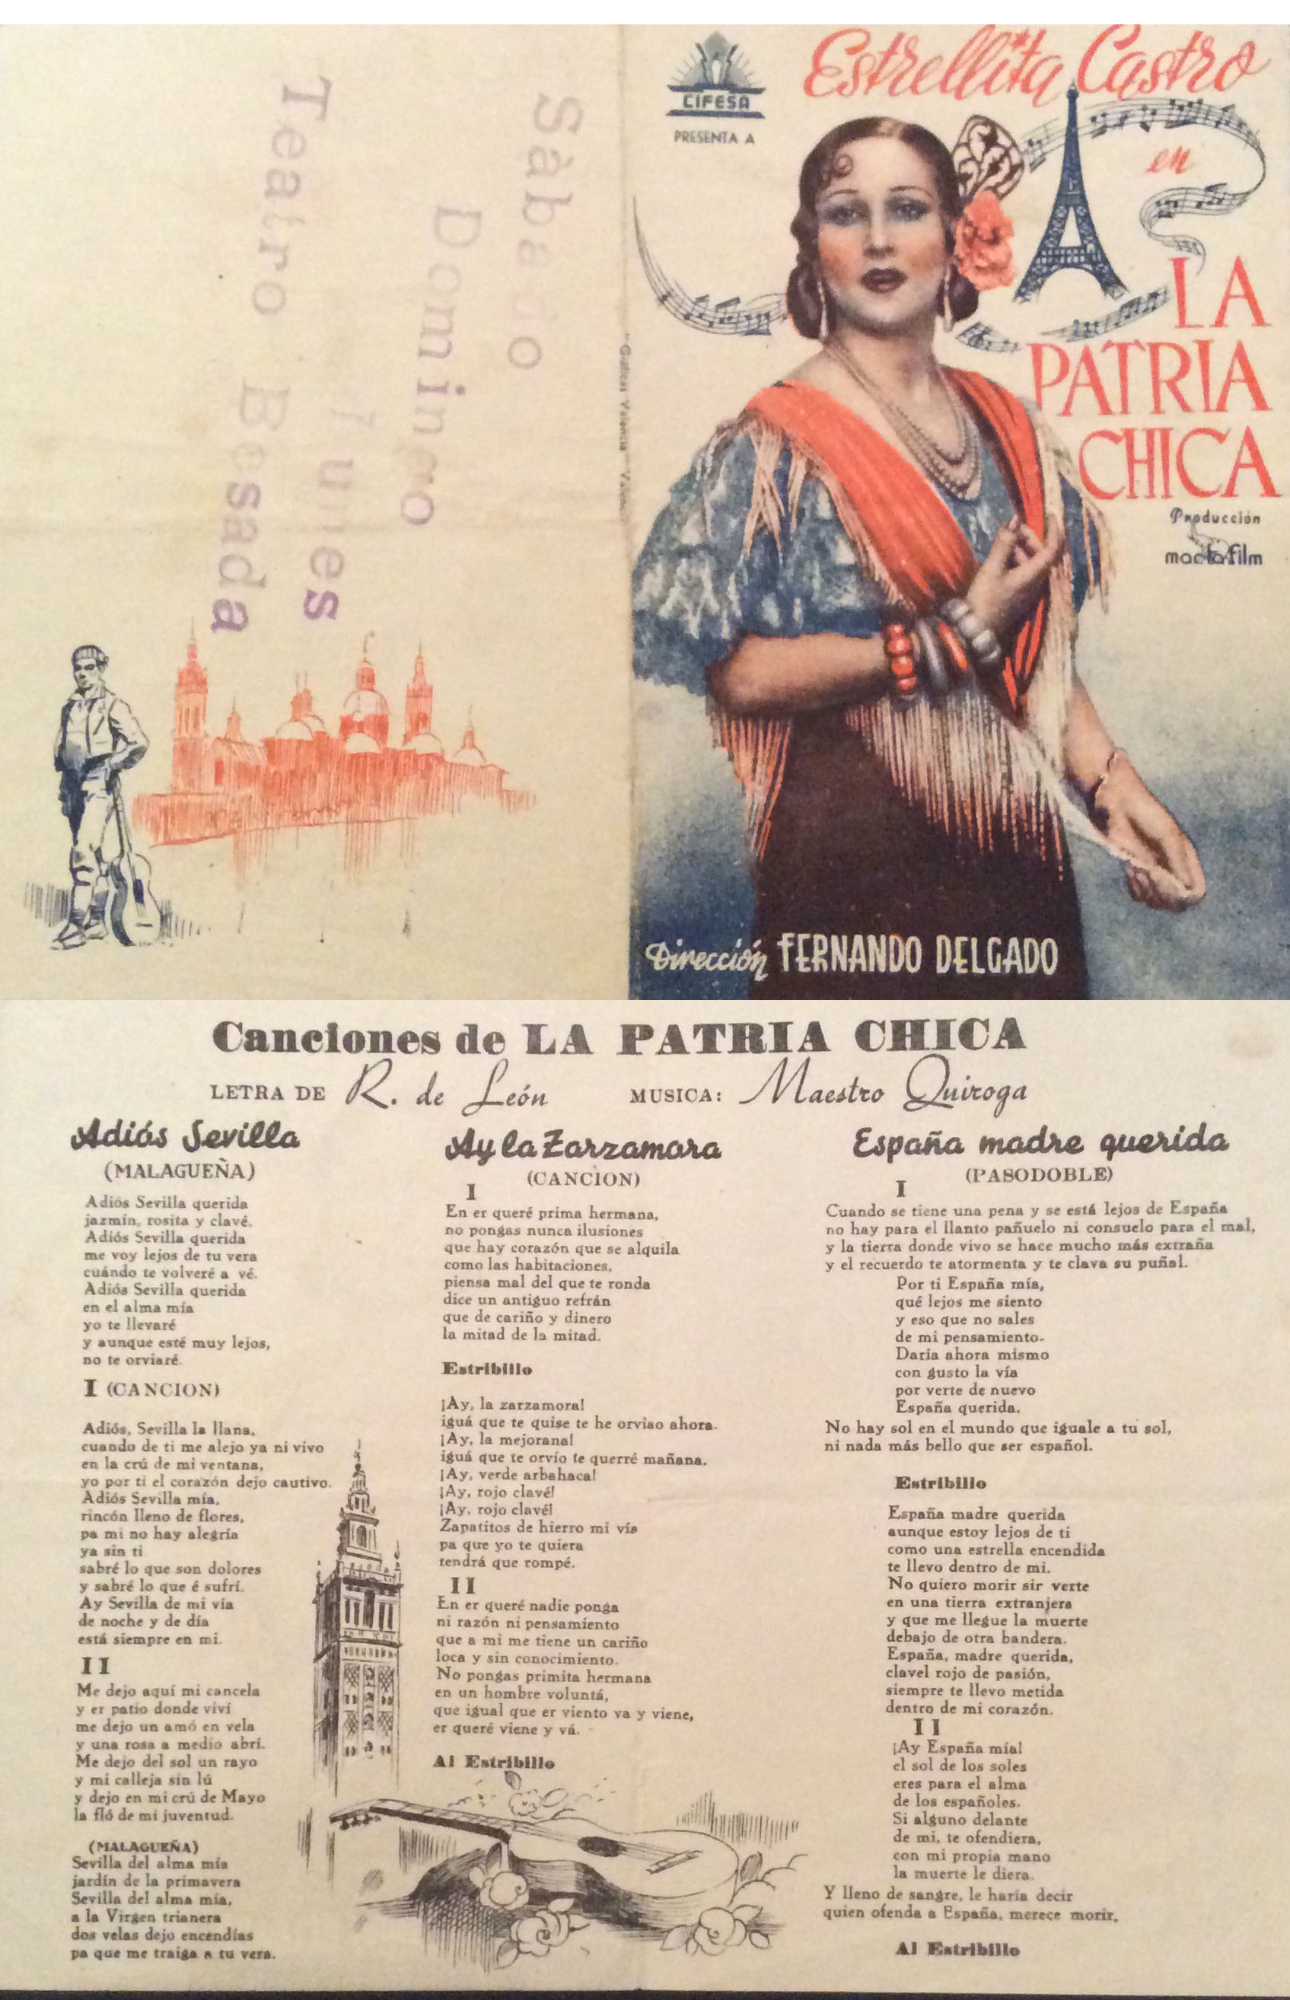 CIFESA
PRESENTA A
Estrellita Castro
en
LA
PATRIA
CHICA
Producción
film
Dirección FERNANDO DELGADO
Sábado
Domingo
Lunes
Teatro Besada
Gráficas Valencia
Canciones de LA PATRIA CHICA
LETRA DE R. de León MUSICA: Maestro Quiroga
Adiós Sevilla
(MALAGUEÑA)
Adiós Sevilla querida
jazmín, rosita y clavé.
Adiós Sevilla querida
me voy lejos de tu vera
cuándo te volveré a vé.
Adiós Sevilla querida
en el alma mía
yo te llevaré
y aunque esté muy lejos,
no te orviaré.
I (CANCION)
Adiós, Sevilla la llana,
cuando de ti me alejo ya ni vivo
en la crú de mi ventana,
yo por ti el corazón dejo cautivo.
Adiós Sevilla mía,
rincón lleno de flores,
pa mi no hay alegría
ya sin ti
sabré lo que son dolores
y sabré lo que é sufrí.
Ay Sevilla de mi vía
de noche y de día
está siempre en mi.
II
Me dejo aquí mi cancela
y er patio donde viví
me dejo un amó en vela
y una rosa a medio abrí.
Me dejo del sol un rayo
y mi calleja sin lú
y dejo en mi crú de Mayo
la fló de mi juventud.
(MALAGUEÑA)
Sevilla del alma mía
jardín de la primavera
Sevilla del alma mía,
a la Virgen trianera
dos velas dejo encendías
pa que me traiga a tu vera.
Ay la Zarzamora
(CANCION)
I
En er queré prima hermana,
no pongas nunca ilusiones
que hay corazón que se alquila
como las habitaciones,
piensa mal del que te ronda
dice un antiguo refrán
que de cariño y dinero
la mitad de la mitad.
Estribillo
¡Ay, la zarzamora!
iguá que te quise te he orviao ahora.
¡Ay, la mejorana!
iguá que te orvío te querré mañana.
¡Ay, verde arbahaca!
¡Ay, rojo clavé!
¡Ay, rojo clavé!
Zapatitos de hierro mi vía
pa que yo te quiera
tendrá que rompé.
II
En er queré nadie ponga
ni razón ni pensamiento
que a mi me tiene un cariño
loca y sin conocimiento.
No pongas primita hermana
en un hombre voluntá,
que igual que er viento va y viene,
er queré viene y vá.
Al Estribillo
España madre querida
(PASODOBLE)
I
Cuando se tiene una pena y se está lejos de España
no hay para el llanto pañuelo ni consuelo para el mal,
y la tierra donde vivo se hace mucho más extraña
y el recuerdo te atormenta y te clava su puñal.
Por ti España mía,
qué lejos me siento
y eso que no sales
de mi pensamiento.
Daría ahora mismo
con gusto la vía
por verte de nuevo
España querida.
No hay sol en el mundo que iguale a tu sol,
ni nada más bello que ser español.
Estribillo
España madre querida
aunque estoy lejos de ti
como una estrella encendida
te llevo dentro de mi.
No quiero morir sir verte
en una tierra extranjera
y que me llegue la muerte
debajo de otra bandera.
España, madre querida,
clavel rojo de pasión,
siempre te llevo metida
dentro de mi corazón.
II
¡Ay España mía!
el sol de los soles
eres para el alma
de los españoles.
Si alguno delante
de mi, te ofendiera,
con mi propia mano
la muerte le diera.
Y lleno de sangre, le haría decir
quien ofenda a España, merece morir,
Al Estribillo